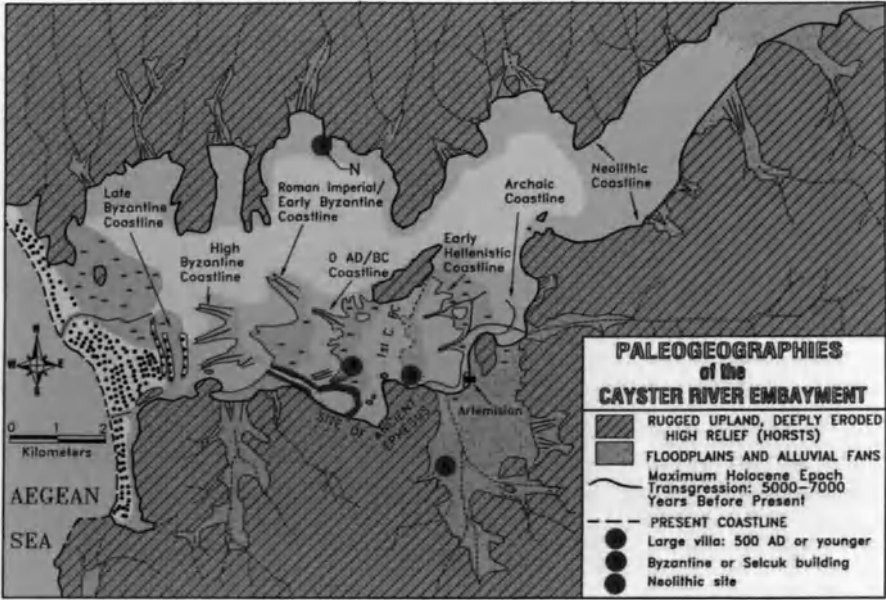 N
Neolithic
Coastline
Archaic
Coastline
Roman Imperial/
Early Byzantine
Coastline
Late
Byzantine
Coastline
High
Byzantine
Coastline
0 AD/BC
Coastline
Early
Hellenistic
Coastline
1st C. BC
SITE OF ANCIENT
EPHESUS
Artemision
W
E
S
0 1 2
Kilometers
AEGEAN
SEA
PALEOGEOGRAPHIES
of the
CAYSTER RIVER EMBAYMENT
RUGGED UPLAND, DEEPLY ERODED
HIGH RELIEF (HORSTS)
FLOODPLAINS AND ALLUVIAL FANS
Maximum Holocene Epoch
Transgression: 5000-7000
Years Before Present
PRESENT COASTLINE
Large villa: 500 AD or younger
Byzantine or Selcuk building
Neolithic site